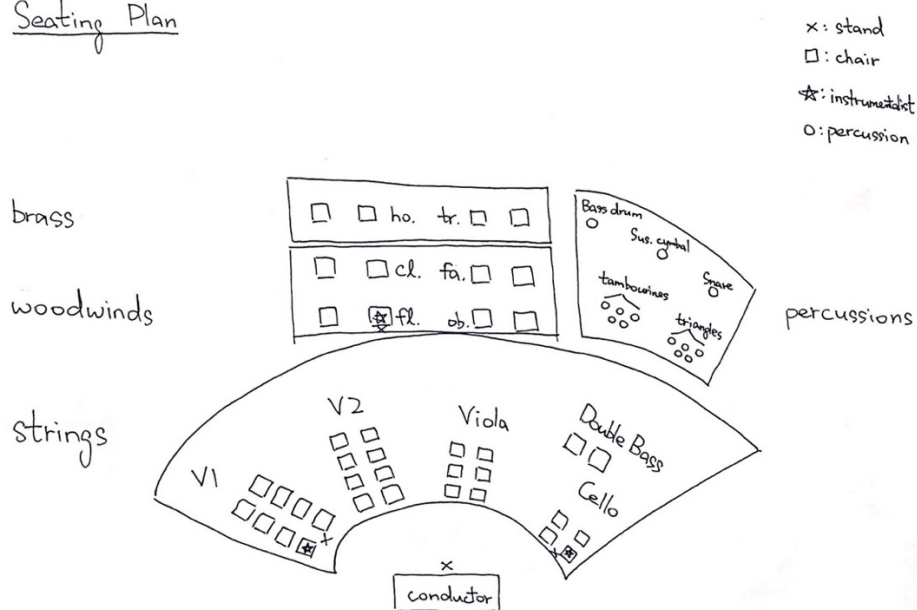 Seating Plan
x: stand
□: chair
☆: instrumentalist
o: percussion
brass
ho. tr.
Bass drum
Sus. cymbal
Snare
cl. fa.
tambourines
woodwinds
fl. ob.
triangles
percussions
strings
V1
V2
Viola
Double Bass
Cello
x
conductor